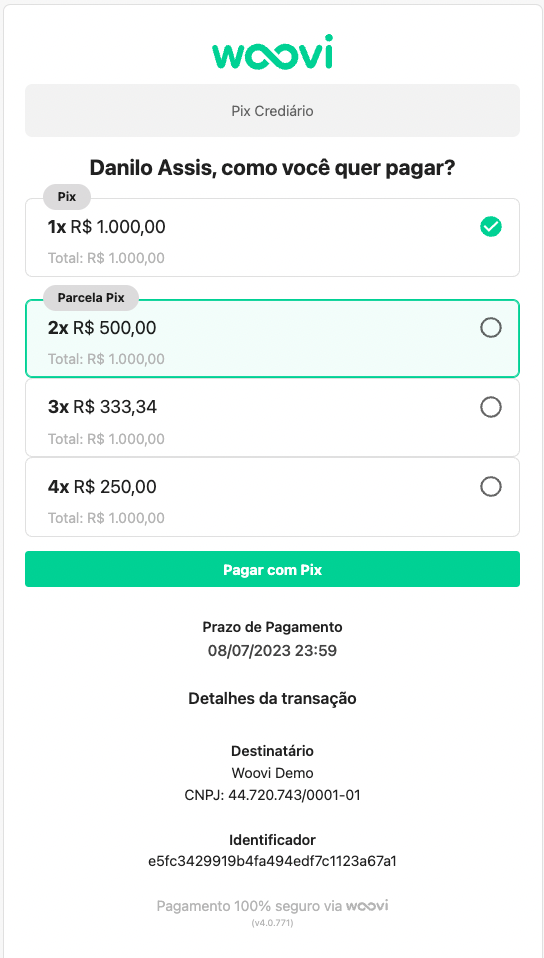 woovi
Pix Crediário
Danilo Assis, como você quer pagar?
Pix
1x R$ 1.000,00
Total: R$ 1.000,00
Parcela Pix
2x R$ 500,00
Total: R$ 1.000,00
3x R$ 333,34
Total: R$ 1.000,00
4x R$ 250,00
Total: R$ 1.000,00
Pagar com Pix
Prazo de Pagamento
08/07/2023 23:59
Detalhes da transação
Destinatário
Woovi Demo
CNPJ: 44.720.743/0001-01
Identificador
e5fc3429919b4fa494edf7c1123a67a1
Pagamento 100% seguro via woovi
(v4.0.771)